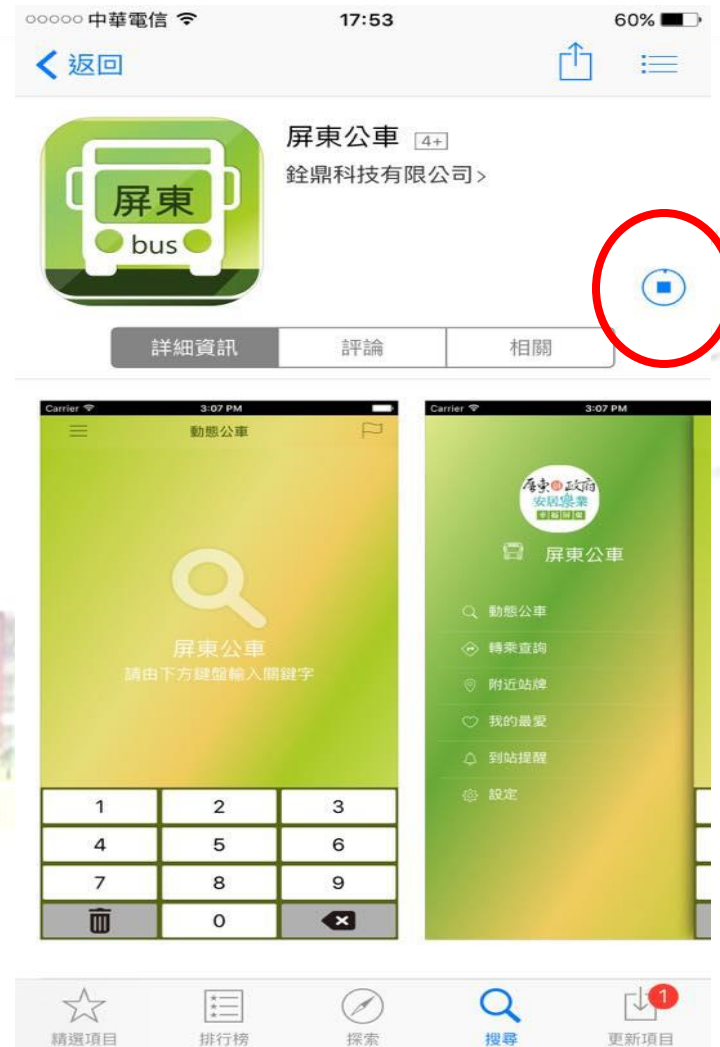 中華電信 17:53 60%
返回
屏東公車 4+
銓鼎科技有限公司>
屏東
bus
詳細資訊 評論 相關
Carrier 3:07 PM
動態公車
屏東公車
請由下方鍵盤輸入關鍵字
1 2 3
4 5 6
7 8 9
0
Carrier 3:07 PM
屏東縣政府
安居樂業
幸福屏東
屏東公車
動態公車
轉乘查詢
附近站牌
我的最愛
到站提醒
設定
精選項目 排行榜 探索 搜尋 更新項目
1